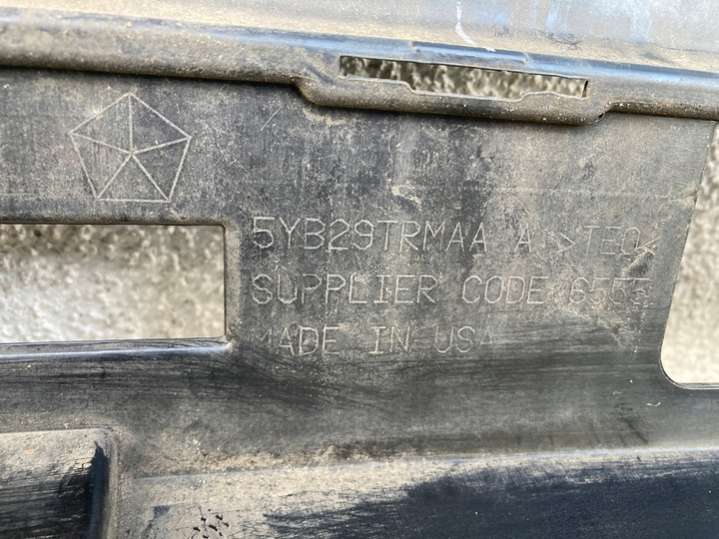 5YB29TRMAA A >TEO<
SUPPLIER CODE 6555
MADE IN USA